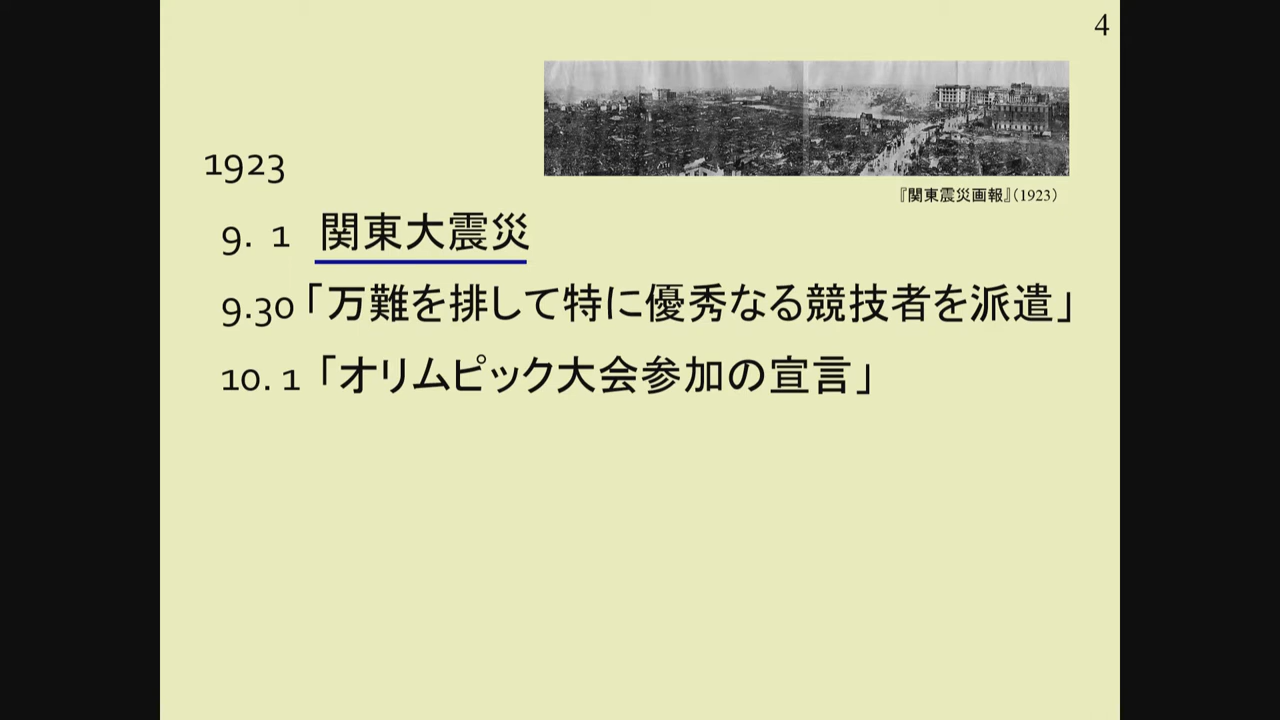 4
『関東震災画報』(1923)
1923
9. 1 関東大震災
9.30「万難を排して特に優秀なる競技者を派遣」
10. 1 「オリムピック大会参加の宣言」